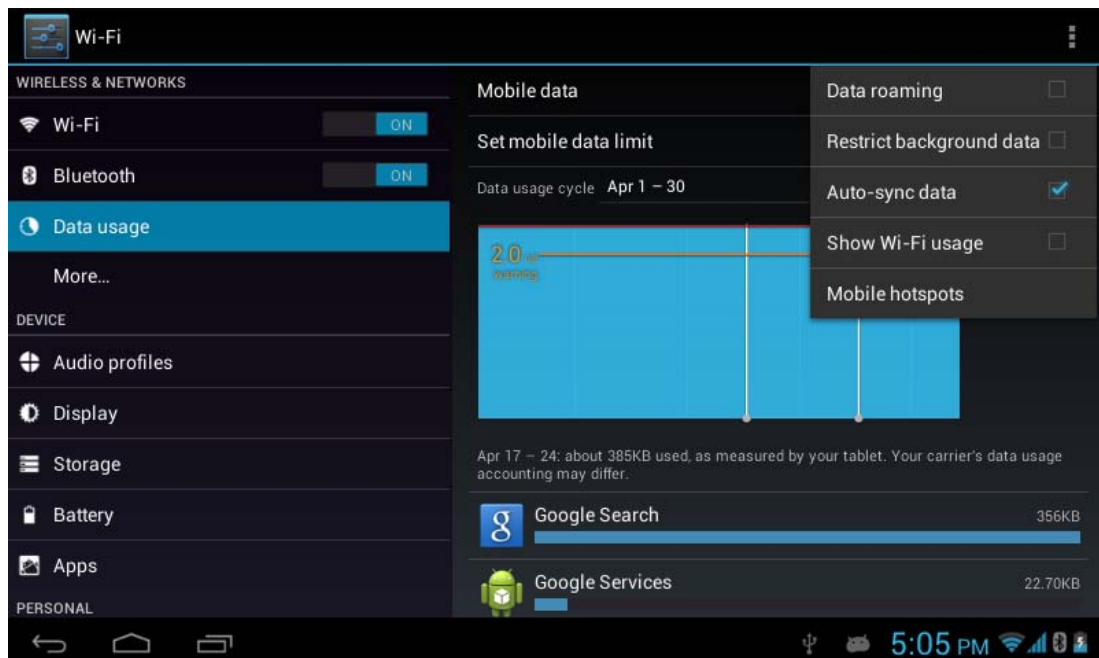 Wi-Fi
WIRELESS & NETWORKS
Wi-Fi ON
Bluetooth ON
Data usage
More...
DEVICE
Audio profiles
Display
Storage
Battery
Apps
PERSONAL
Mobile data
Set mobile data limit
Data usage cycle Apr 1 – 30
2.0
warning
Data roaming
Restrict background data
Auto-sync data
Show Wi-Fi usage
Mobile hotspots
Apr 17 – 24: about 385KB used, as measured by your tablet. Your carrier's data usage
accounting may differ.
Google Search 356KB
Google Services 22.70KB
5:05 PM